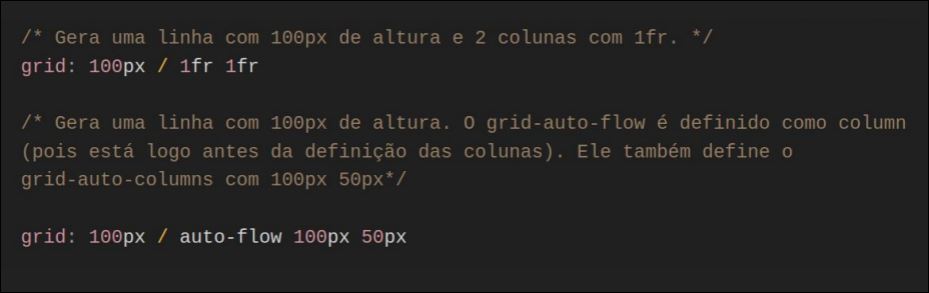 /* Gera uma linha com 100px de altura e 2 colunas com 1fr. */
grid: 100px / 1fr 1fr
/* Gera uma linha com 100px de altura. O grid-auto-flow é definido como column
(pois está logo antes da definição das colunas). Ele também define o
grid-auto-columns com 100px 50px*/
grid: 100px / auto-flow 100px 50px